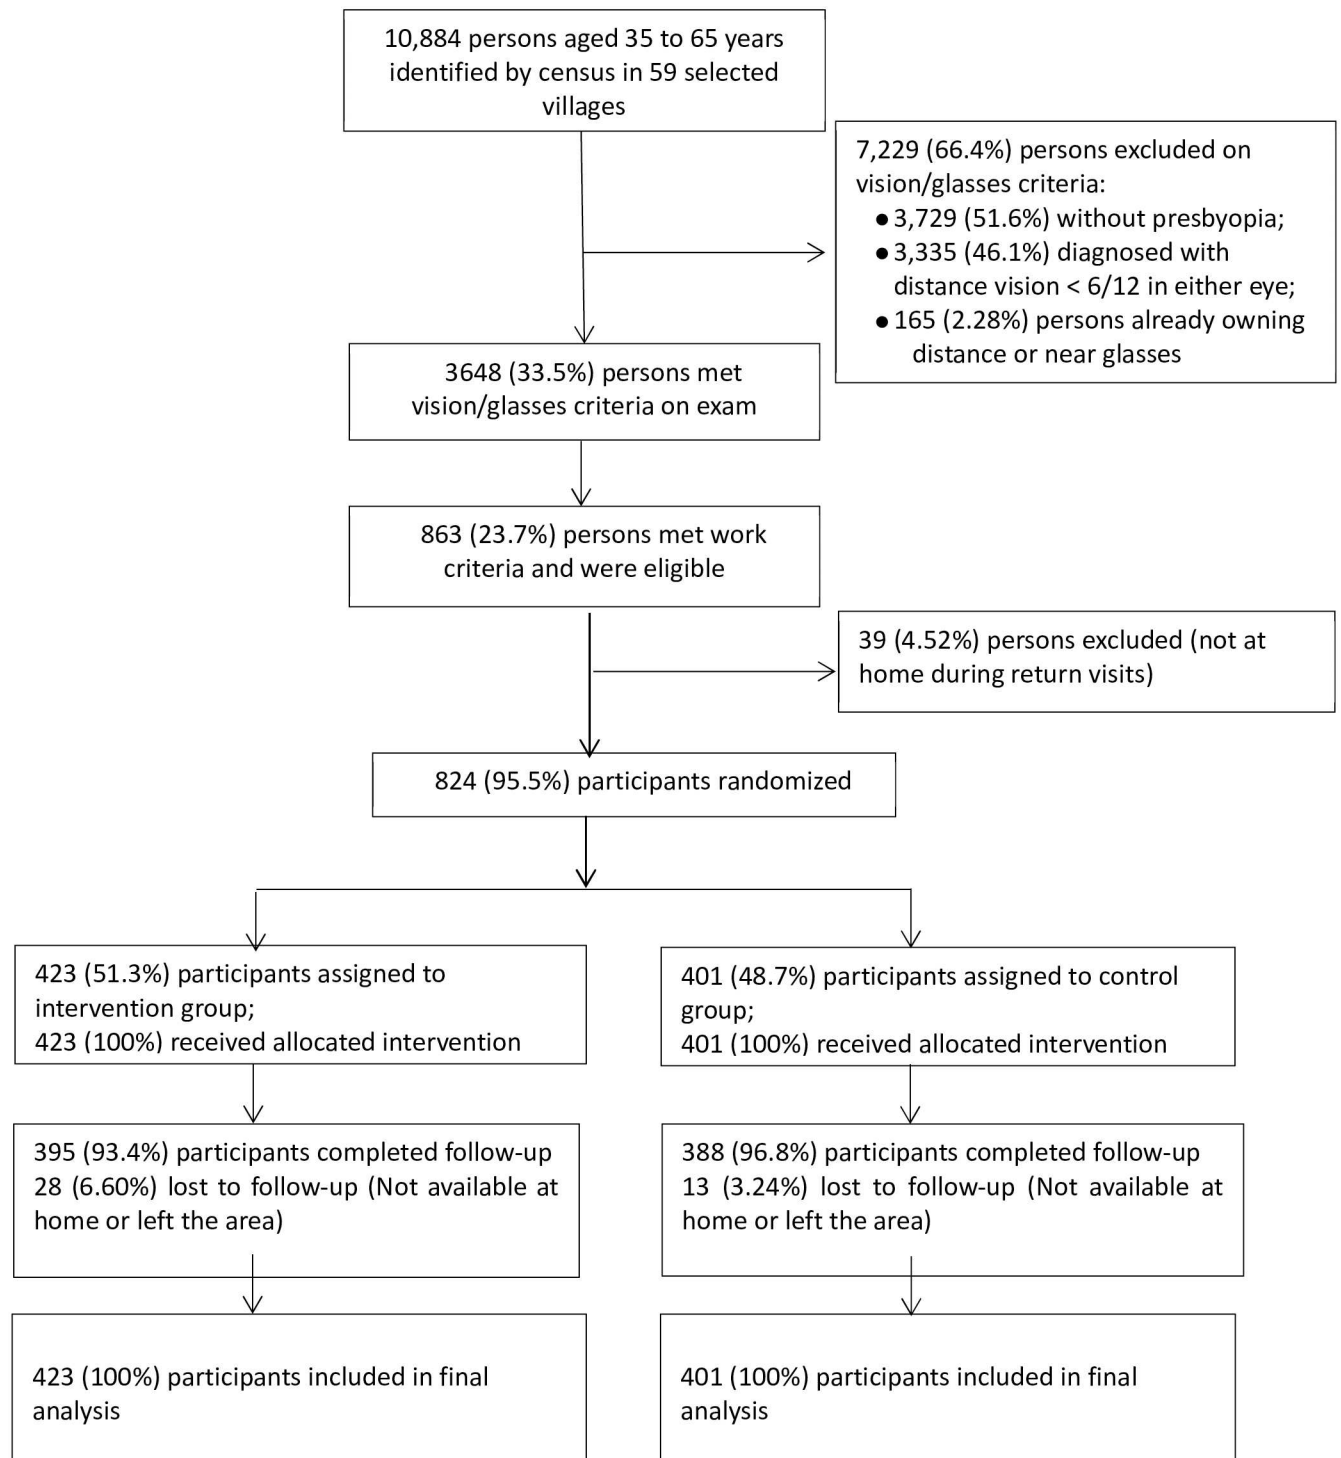 10,884 persons aged 35 to 65 years
identified by census in 59 selected
villages
7,229 (66.4%) persons excluded on
vision/glasses criteria:
● 3,729 (51.6%) without presbyopia;
● 3,335 (46.1%) diagnosed with
distance vision < 6/12 in either eye;
● 165 (2.28%) persons already owning
distance or near glasses
3648 (33.5%) persons met
vision/glasses criteria on exam
863 (23.7%) persons met work
criteria and were eligible
39 (4.52%) persons excluded (not at
home during return visits)
824 (95.5%) participants randomized
423 (51.3%) participants assigned to
intervention group;
423 (100%) received allocated intervention
401 (48.7%) participants assigned to control
group;
401 (100%) received allocated intervention
395 (93.4%) participants completed follow-up
28 (6.60%) lost to follow-up (Not available at
home or left the area)
388 (96.8%) participants completed follow-up
13 (3.24%) lost to follow-up (Not available at
home or left the area)
423 (100%) participants included in final
analysis
401 (100%) participants included in final
analysis